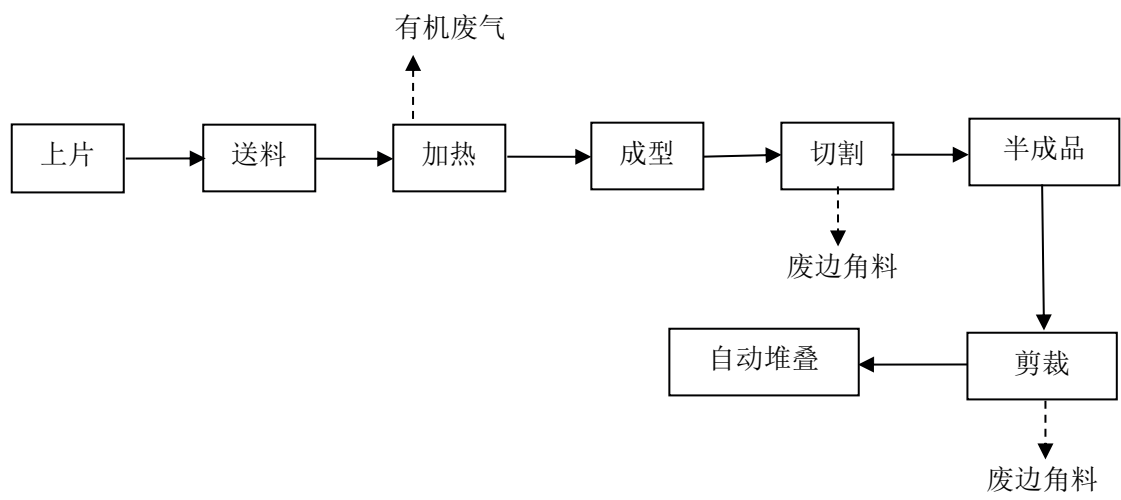 有机废气
上片
送料
加热
成型
切割
半成品
废边角料
自动堆叠
剪裁
废边角料